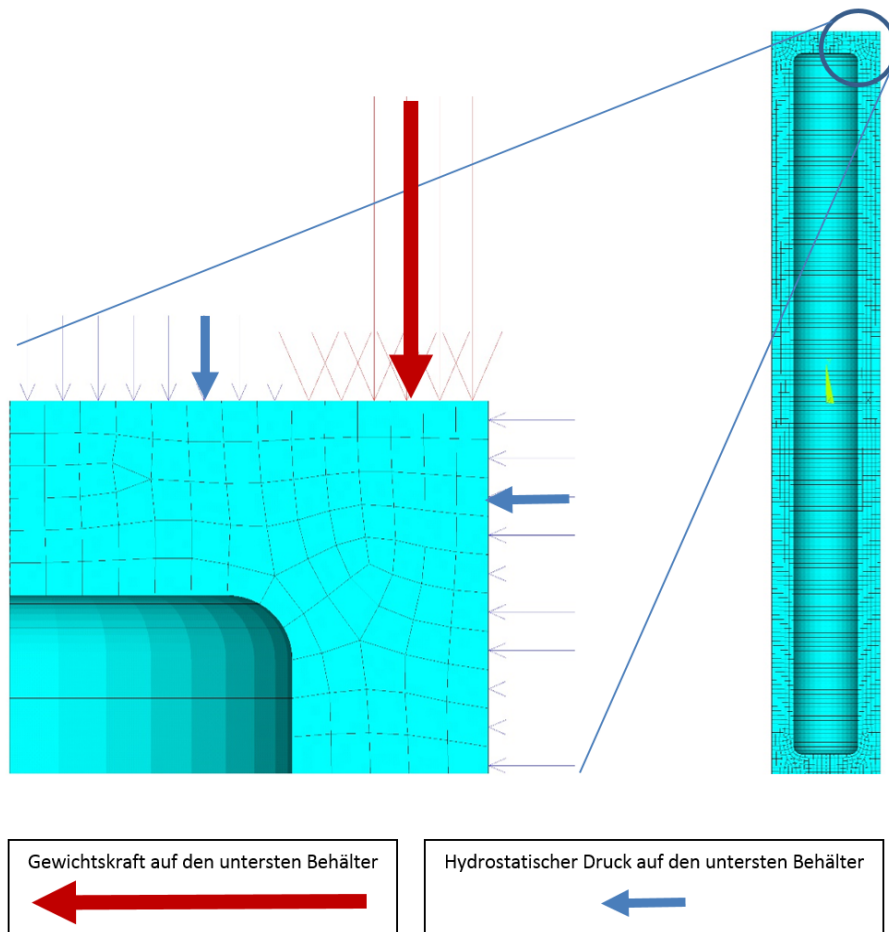 Gewichtskraft auf den untersten Behälter
Hydrostatischer Druck auf den untersten Behälter